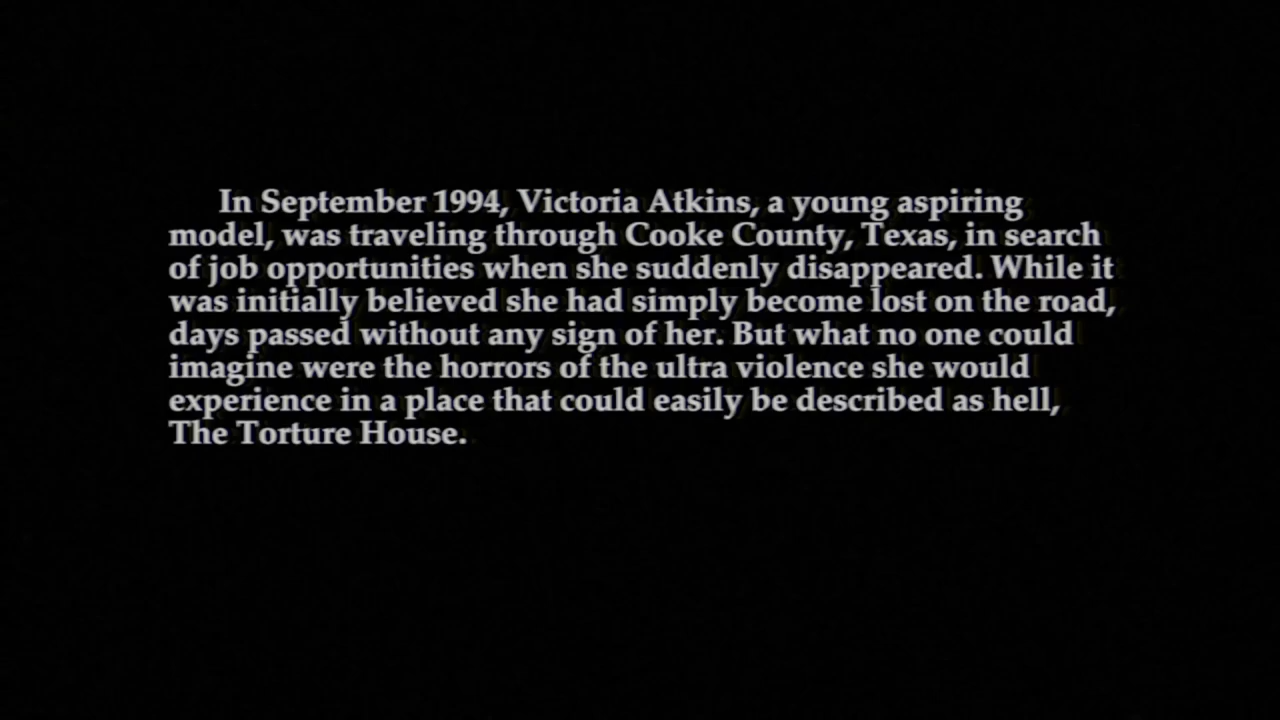 In September 1994, Victoria Atkins, a young aspiring
model, was traveling through Cooke County, Texas, in search
of job opportunities when she suddenly disappeared. While it
was initially believed she had simply become lost on the road,
days passed without any sign of her. But what no one could
imagine were the horrors of the ultra violence she would
experience in a place that could easily be described as hell,
The Torture House.